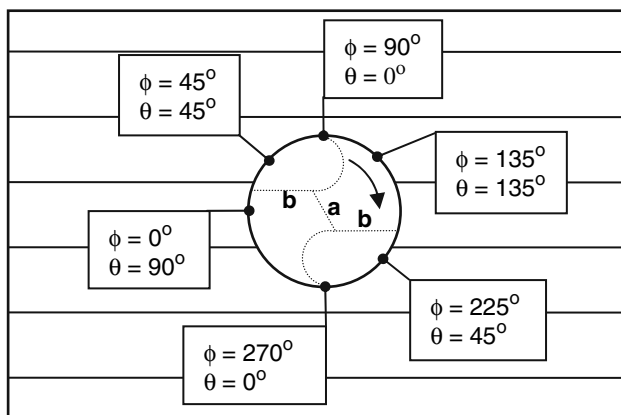 ϕ = 90°
θ = 0°
ϕ = 45°
θ = 45°
ϕ = 135°
θ = 135°
b
a
b
ϕ = 0°
θ = 90°
ϕ = 225°
θ = 45°
ϕ = 270°
θ = 0°